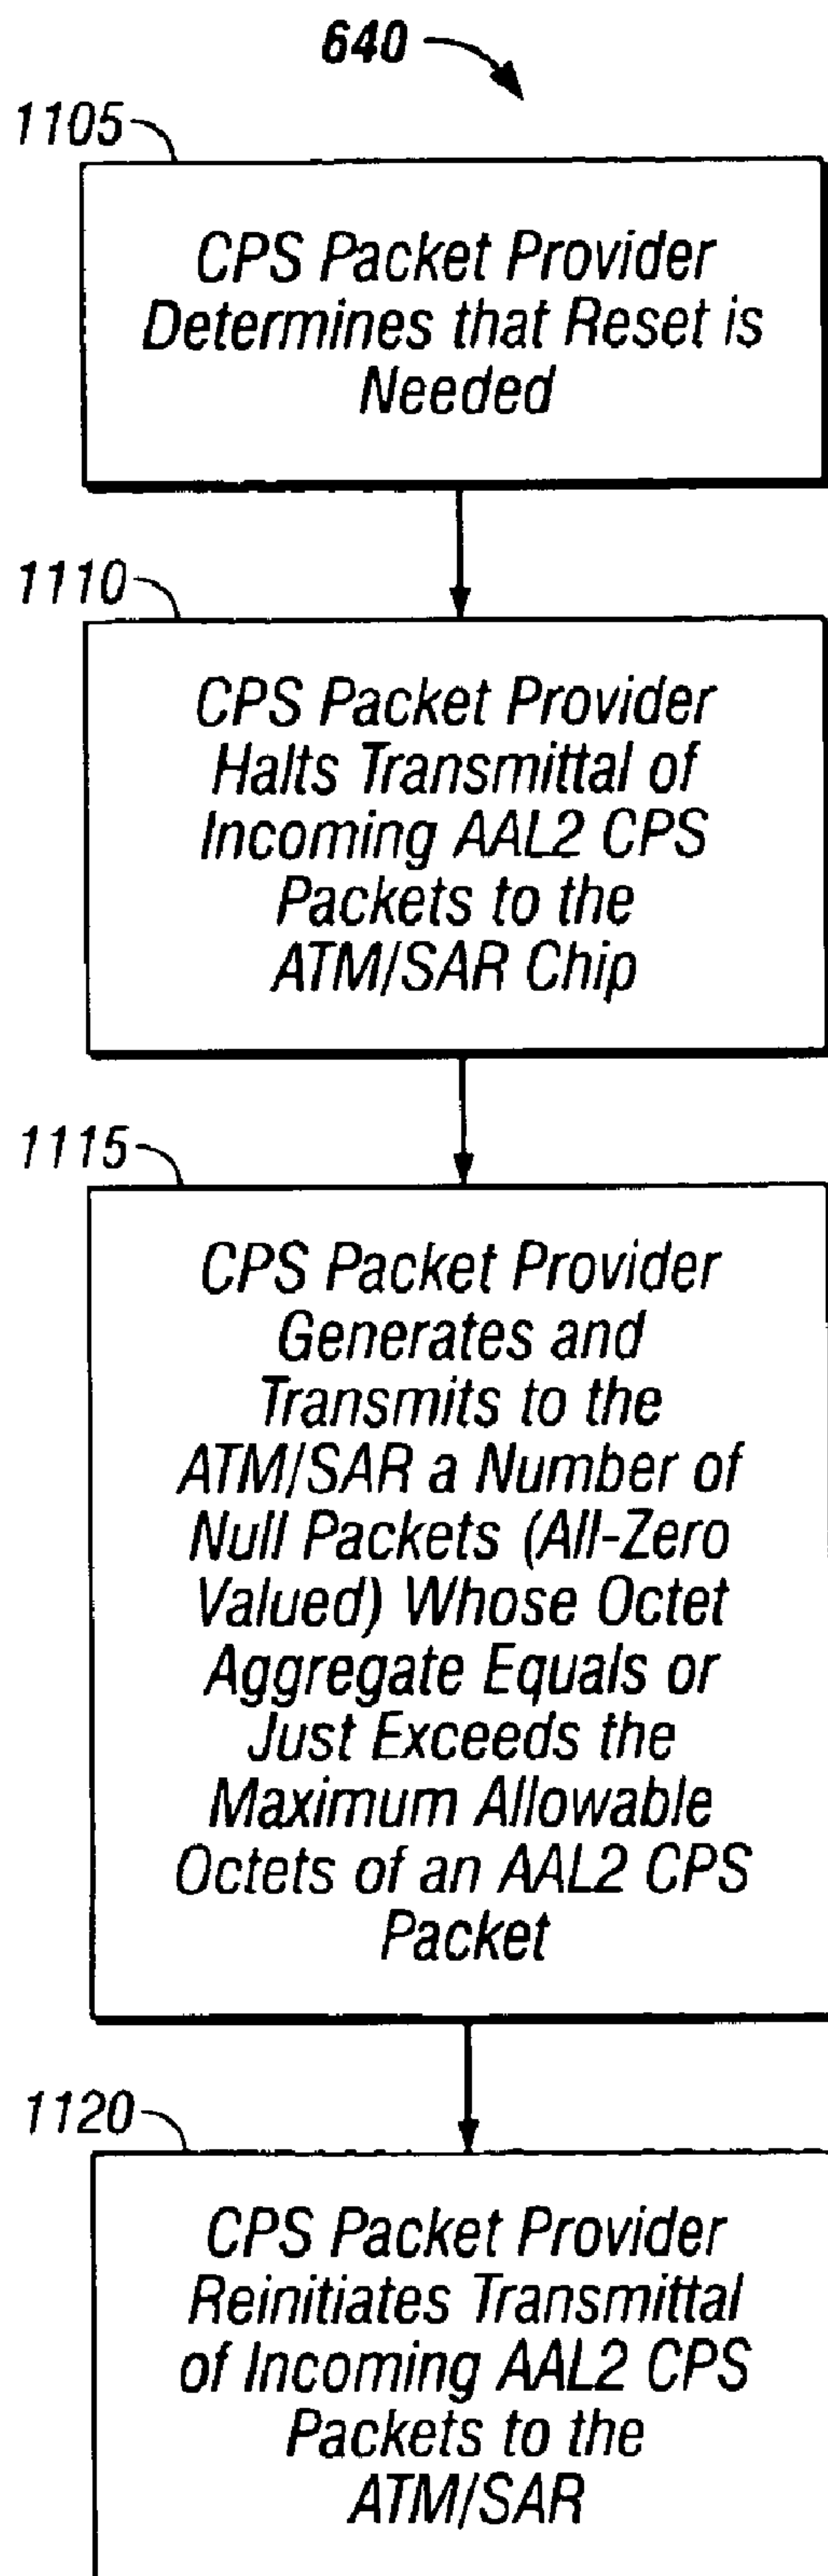 640
1105
CPS Packet Provider
Determines that Reset is
Needed
1110
CPS Packet Provider
Halts Transmittal of
Incoming AAL2 CPS
Packets to the
ATM/SAR Chip
1115
CPS Packet Provider
Generates and
Transmits to the
ATM/SAR a Number of
Null Packets (All-Zero
Valued) Whose Octet
Aggregate Equals or
Just Exceeds the
Maximum Allowable
Octets of an AAL2 CPS
Packet
1120
CPS Packet Provider
Reinitiates Transmittal
of Incoming AAL2 CPS
Packets to the
ATM/SAR